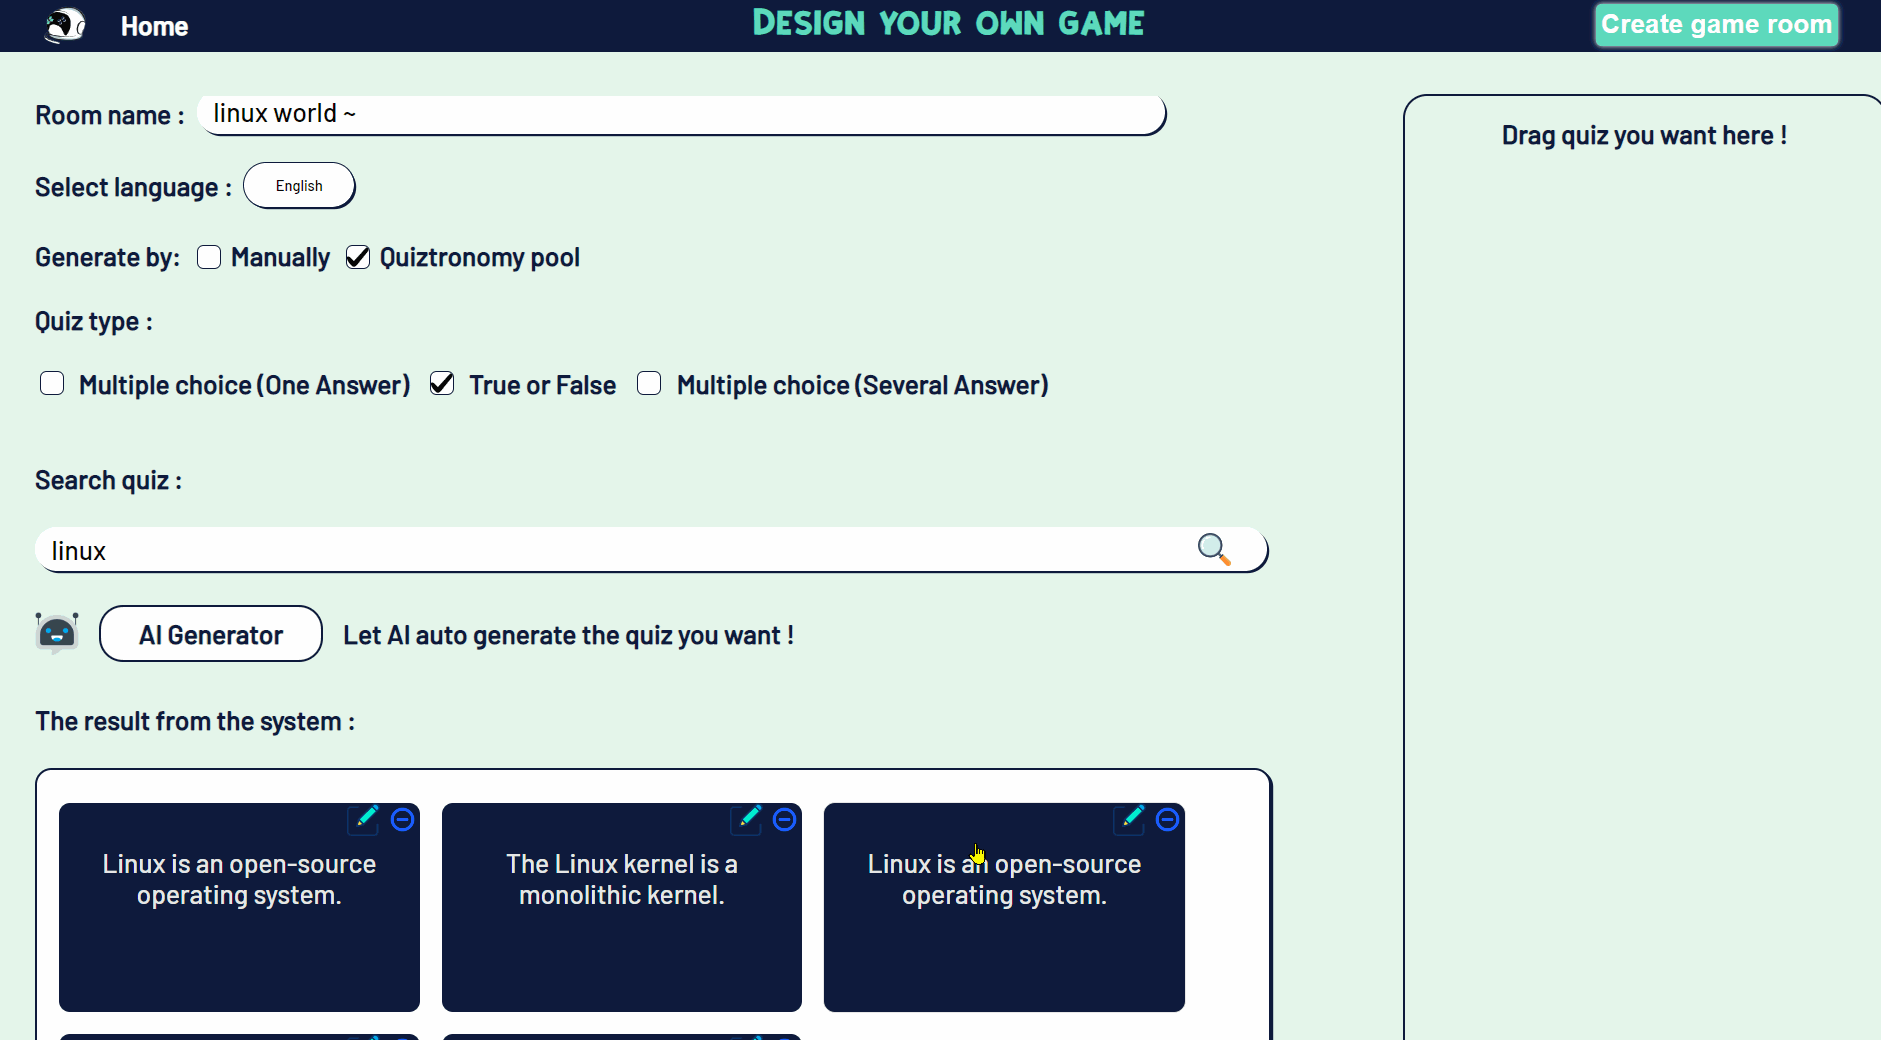 Home
DESIGN YOUR OWN GAME
Create game room
Room name :
linux world ~
Drag quiz you want here !
Select language :
English
Generate by:
Manually
Quiztronomy pool
Quiz type :
Multiple choice (One Answer)
True or False
Multiple choice (Several Answer)
Search quiz :
linux
AI Generator
Let AI auto generate the quiz you want !
The result from the system :
Linux is an open-source
operating system.
The Linux kernel is a
monolithic kernel.
Linux is an open-source
operating system.